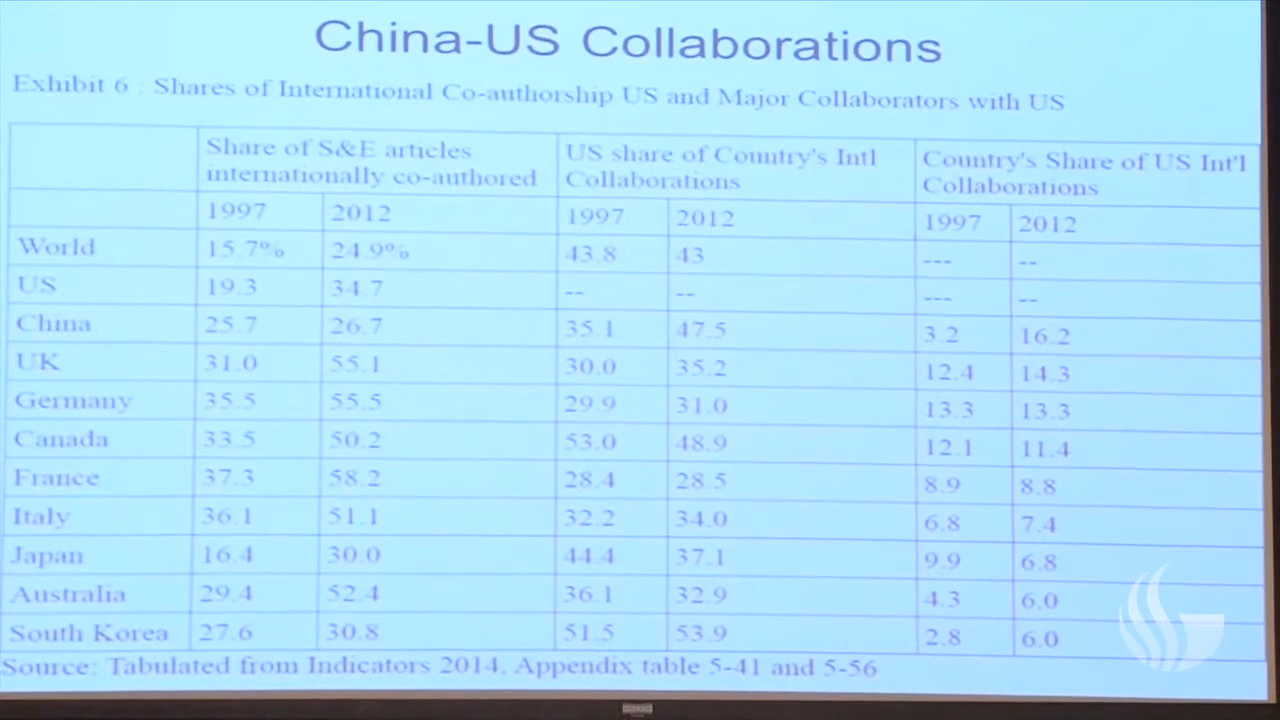 China-US Collaborations
Exhibit 6 : Shares of International Co-authorship US and Major Collaborators with US
Share of S&E articles internationally co-authored US share of Country's Intl Collaborations Country's Share of US Int'l Collaborations
1997 2012 1997 2012 1997 2012
World 15.7% 24.9% 43.8 43 --- --
US 19.3 34.7 -- -- --- --
China 25.7 26.7 35.1 47.5 3.2 16.2
UK 31.0 55.1 30.0 35.2 12.4 14.3
Germany 35.5 55.5 29.9 31.0 13.3 13.3
Canada 33.5 50.2 53.0 48.9 12.1 11.4
France 37.3 58.2 28.4 28.5 8.9 8.8
Italy 36.1 51.1 32.2 34.0 6.8 7.4
Japan 16.4 30.0 44.4 37.1 9.9 6.8
Australia 29.4 52.4 36.1 32.9 4.3 6.0
South Korea 27.6 30.8 51.5 53.9 2.8 6.0
Source: Tabulated from Indicators 2014, Appendix table 5-41 and 5-56